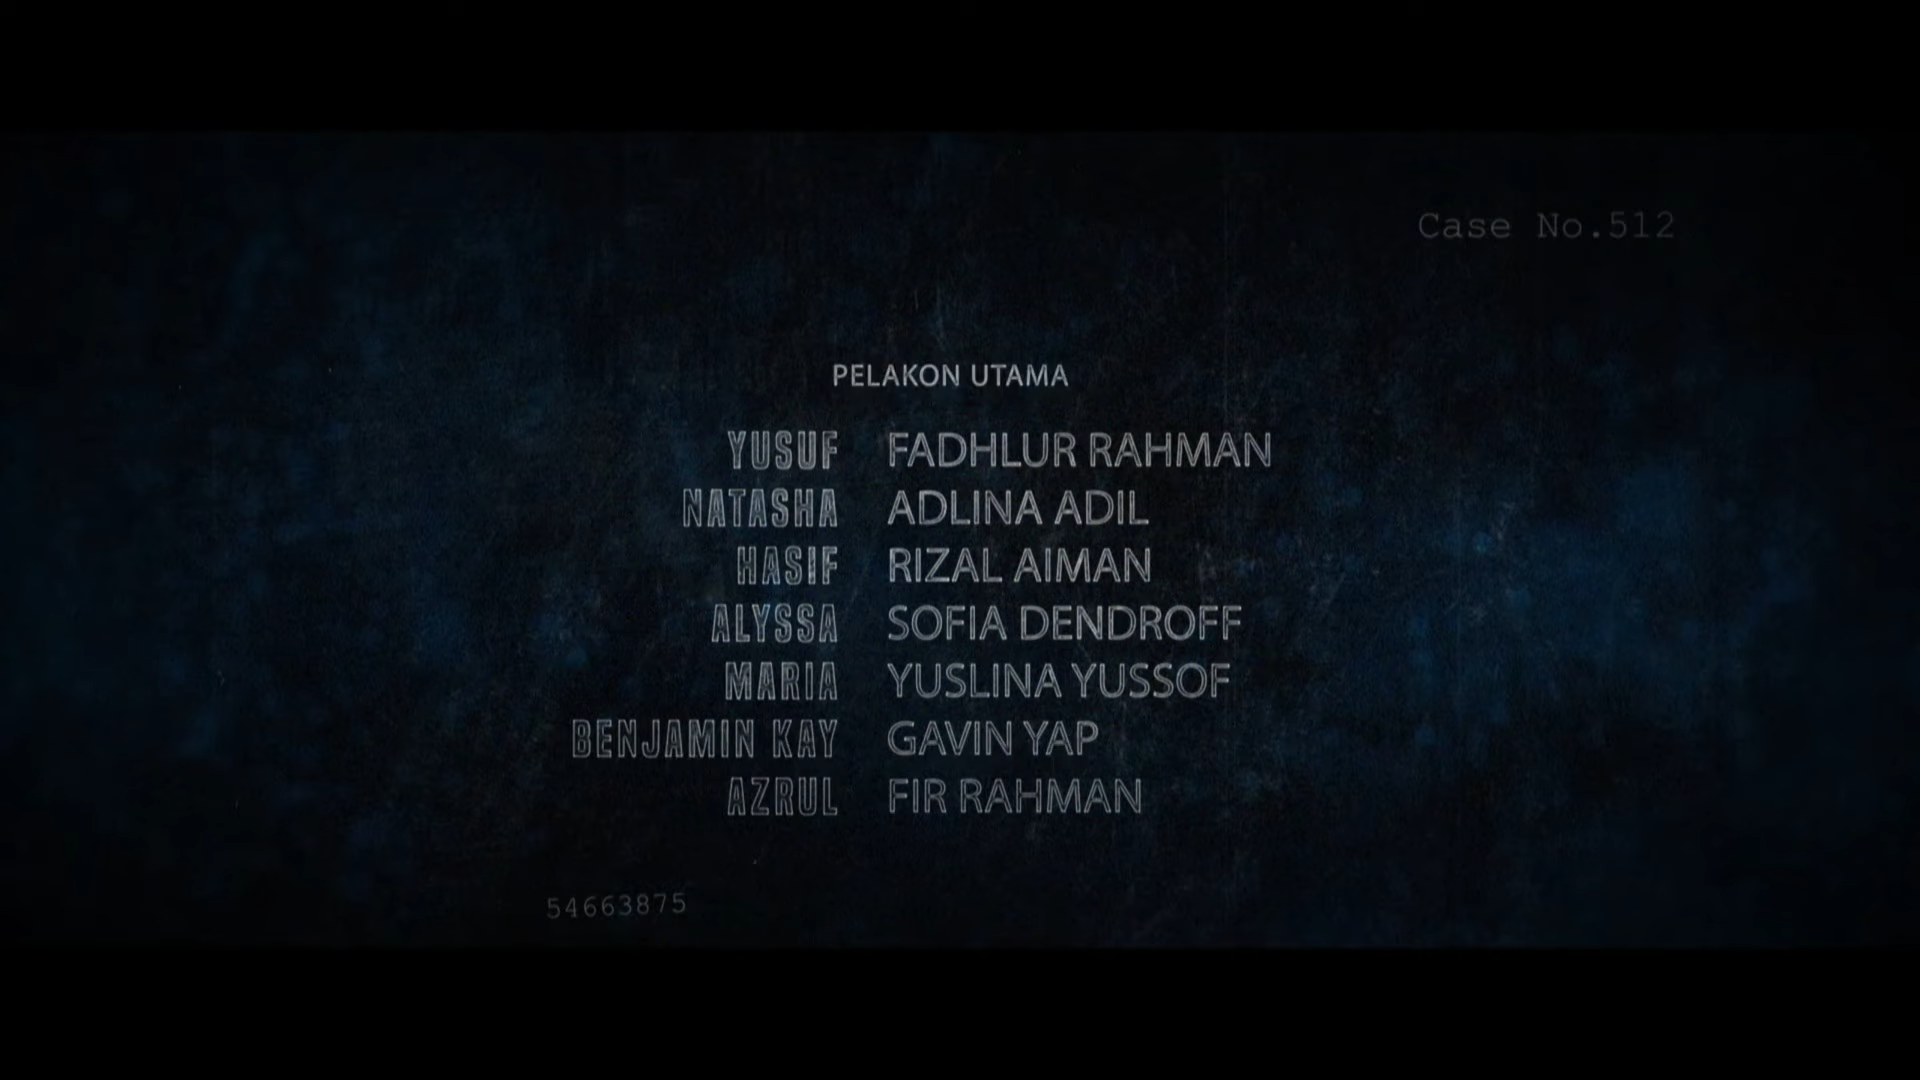 Case No.512
PELAKON UTAMA
YUSUF FADHLUR RAHMAN
NATASHA ADLINA ADIL
HASIF RIZAL AIMAN
ALYSSA SOFIA DENDROFF
MARIA YUSLINA YUSSOF
BENJAMIN KAY GAVIN YAP
AZRUL FIR RAHMAN
54663875